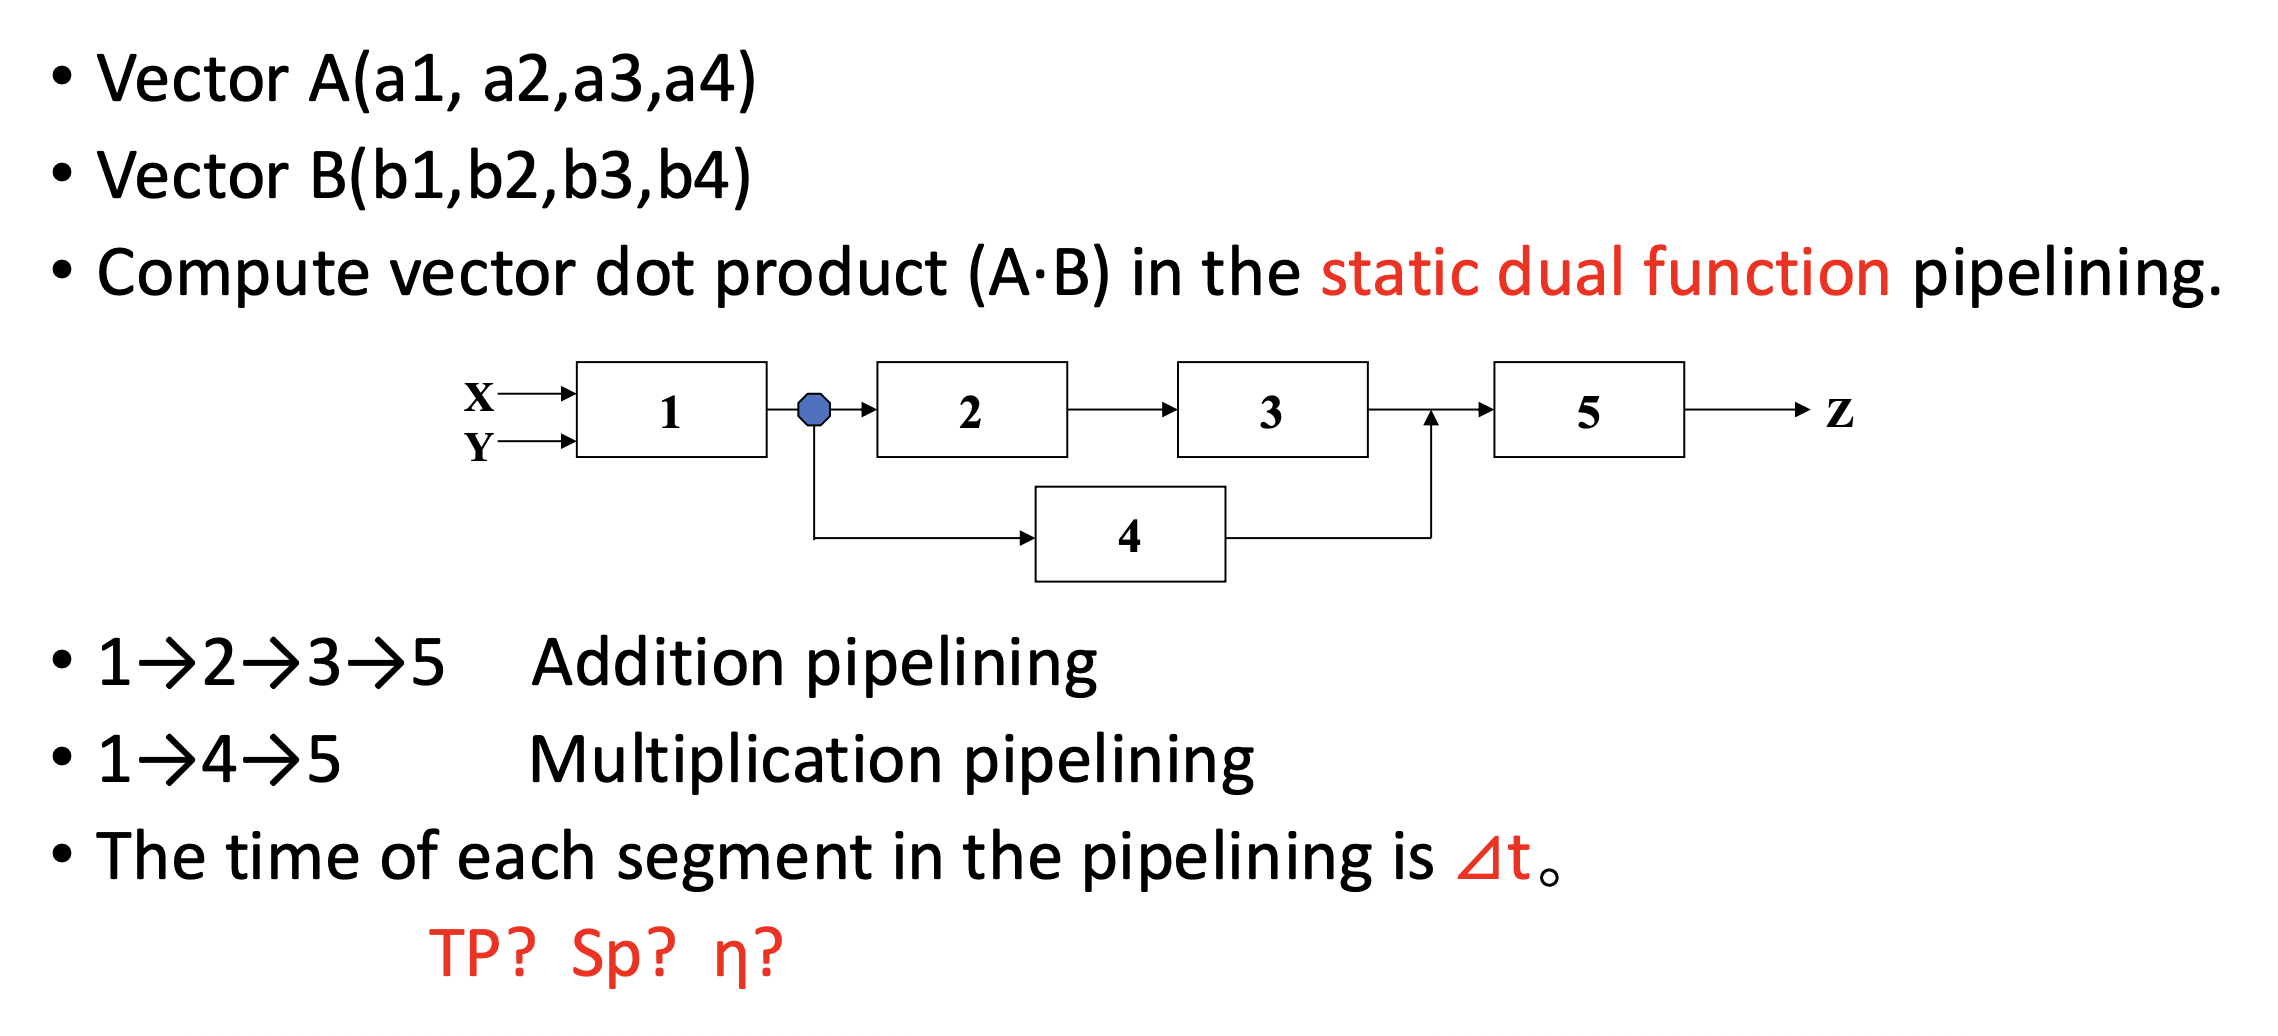 • Vector A(a1, a2,a3,a4)
• Vector B(b1,b2,b3,b4)
• Compute vector dot product (A·B) in the static dual function pipelining.
X
Y
1
2
3
5
Z
4
• 1→2→3→5 Addition pipelining
• 1→4→5 Multiplication pipelining
• The time of each segment in the pipelining is ⊿t。
TP? Sp? η?